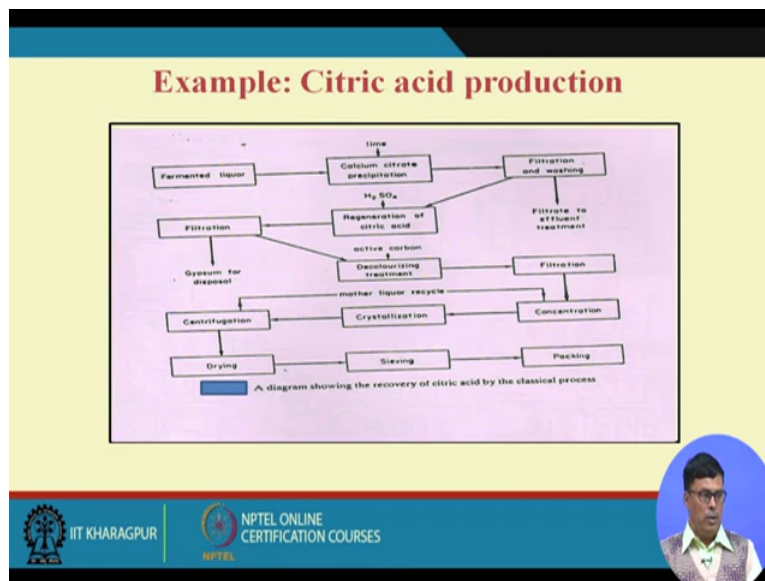 Example: Citric acid production
lime
Fermented liquor
Calcium citrate
precipitation
Filtration
and washing
H2 SO4
Filtration
Regeneration of
citric acid
Filtrate to
effluent
treatment
active carbon
Gypsum for
disposal
Decolourizing
treatment
Filtration
mother liquor recycle
Centrifugation
Crystallization
Concentration
Drying
Sieving
Packing
A diagram showing the recovery of citric acid by the classical process
IIT KHARAGPUR
NPTEL
NPTEL ONLINE
CERTIFICATION COURSES